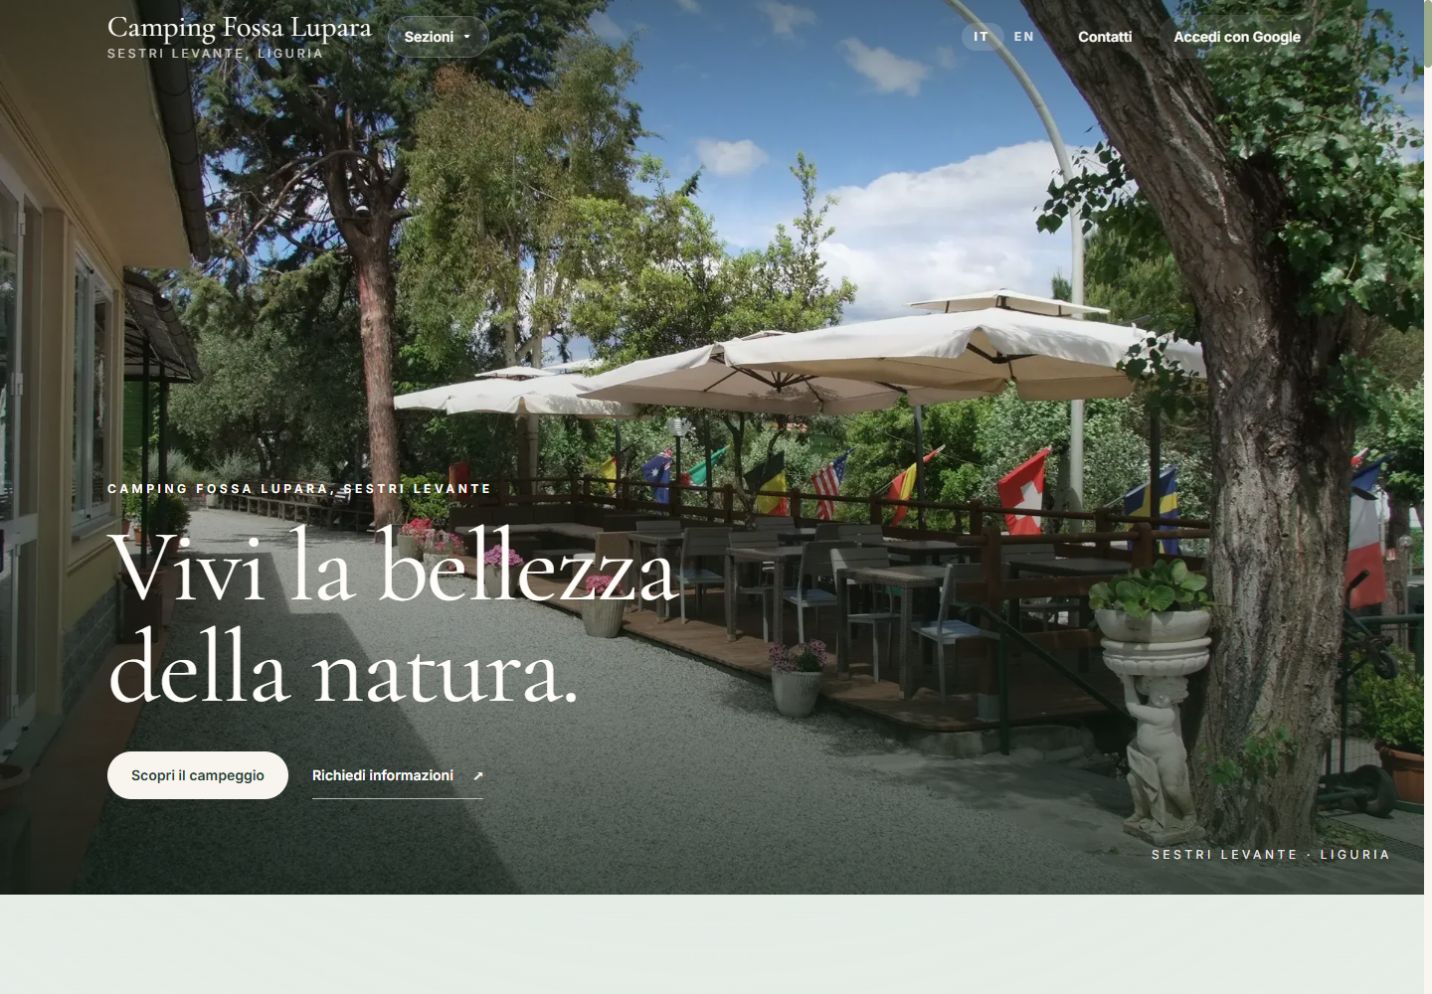 Camping Fossa Lupara
SESTRI LEVANTE, LIGURIA
Sezioni
IT EN Contatti Accedi con Google
CAMPING FOSSA LUPARA, SESTRI LEVANTE
Vivi la bellezza
della natura.
Scopri il campeggio
Richiedi informazioni ↗
SESTRI LEVANTE · LIGURIA